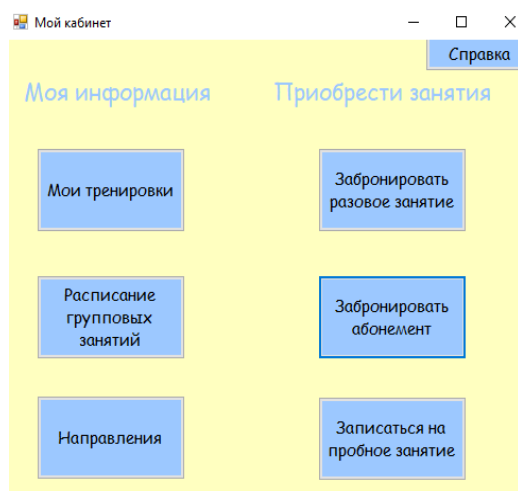 Мой кабинет
Справка
Моя информация
Приобрести занятия
Мои тренировки
Забронировать
разовое занятие
Расписание
групповых
занятий
Забронировать
абонемент
Направления
Записаться на
пробное занятие